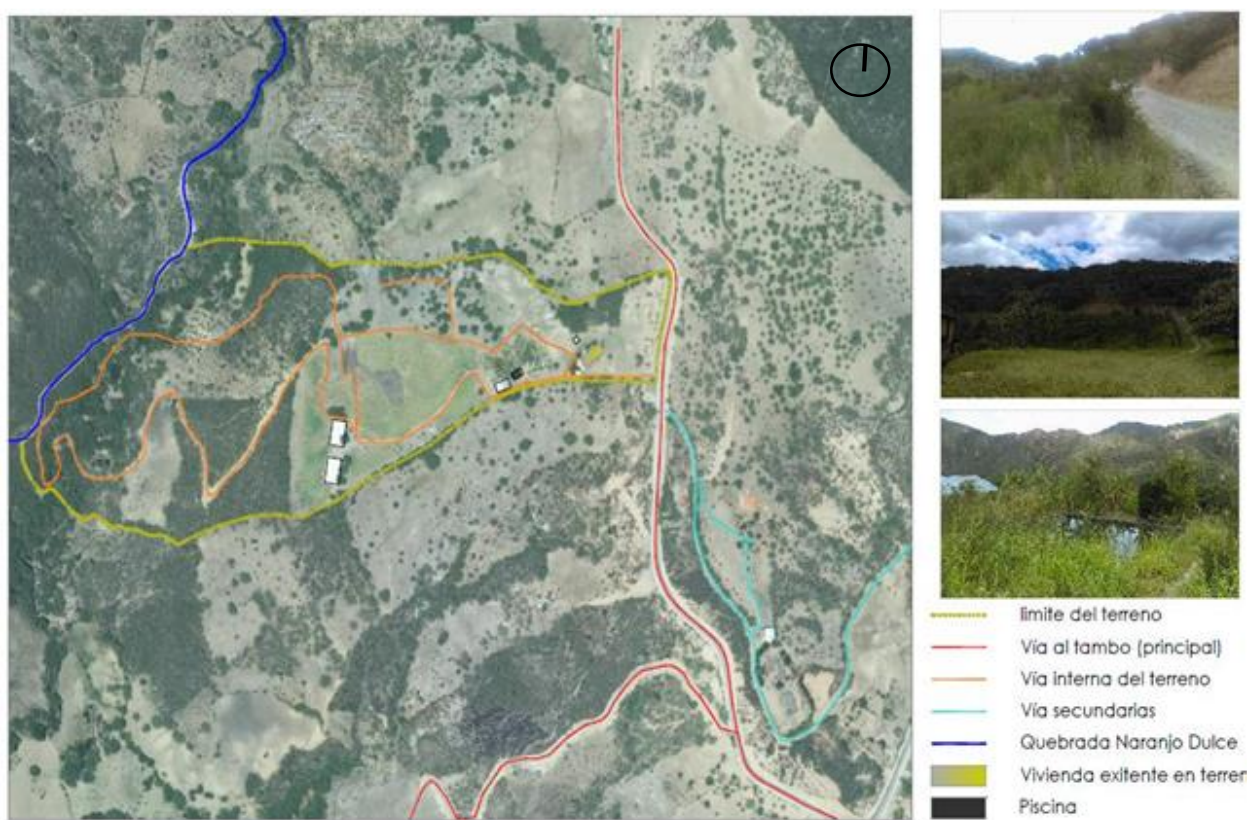 limite del terreno
Vía al tambo (principal)
Vía interna del terreno
Vía secundarias
Quebrada Naranjo Dulce
Vivienda exitente en terren
Piscina